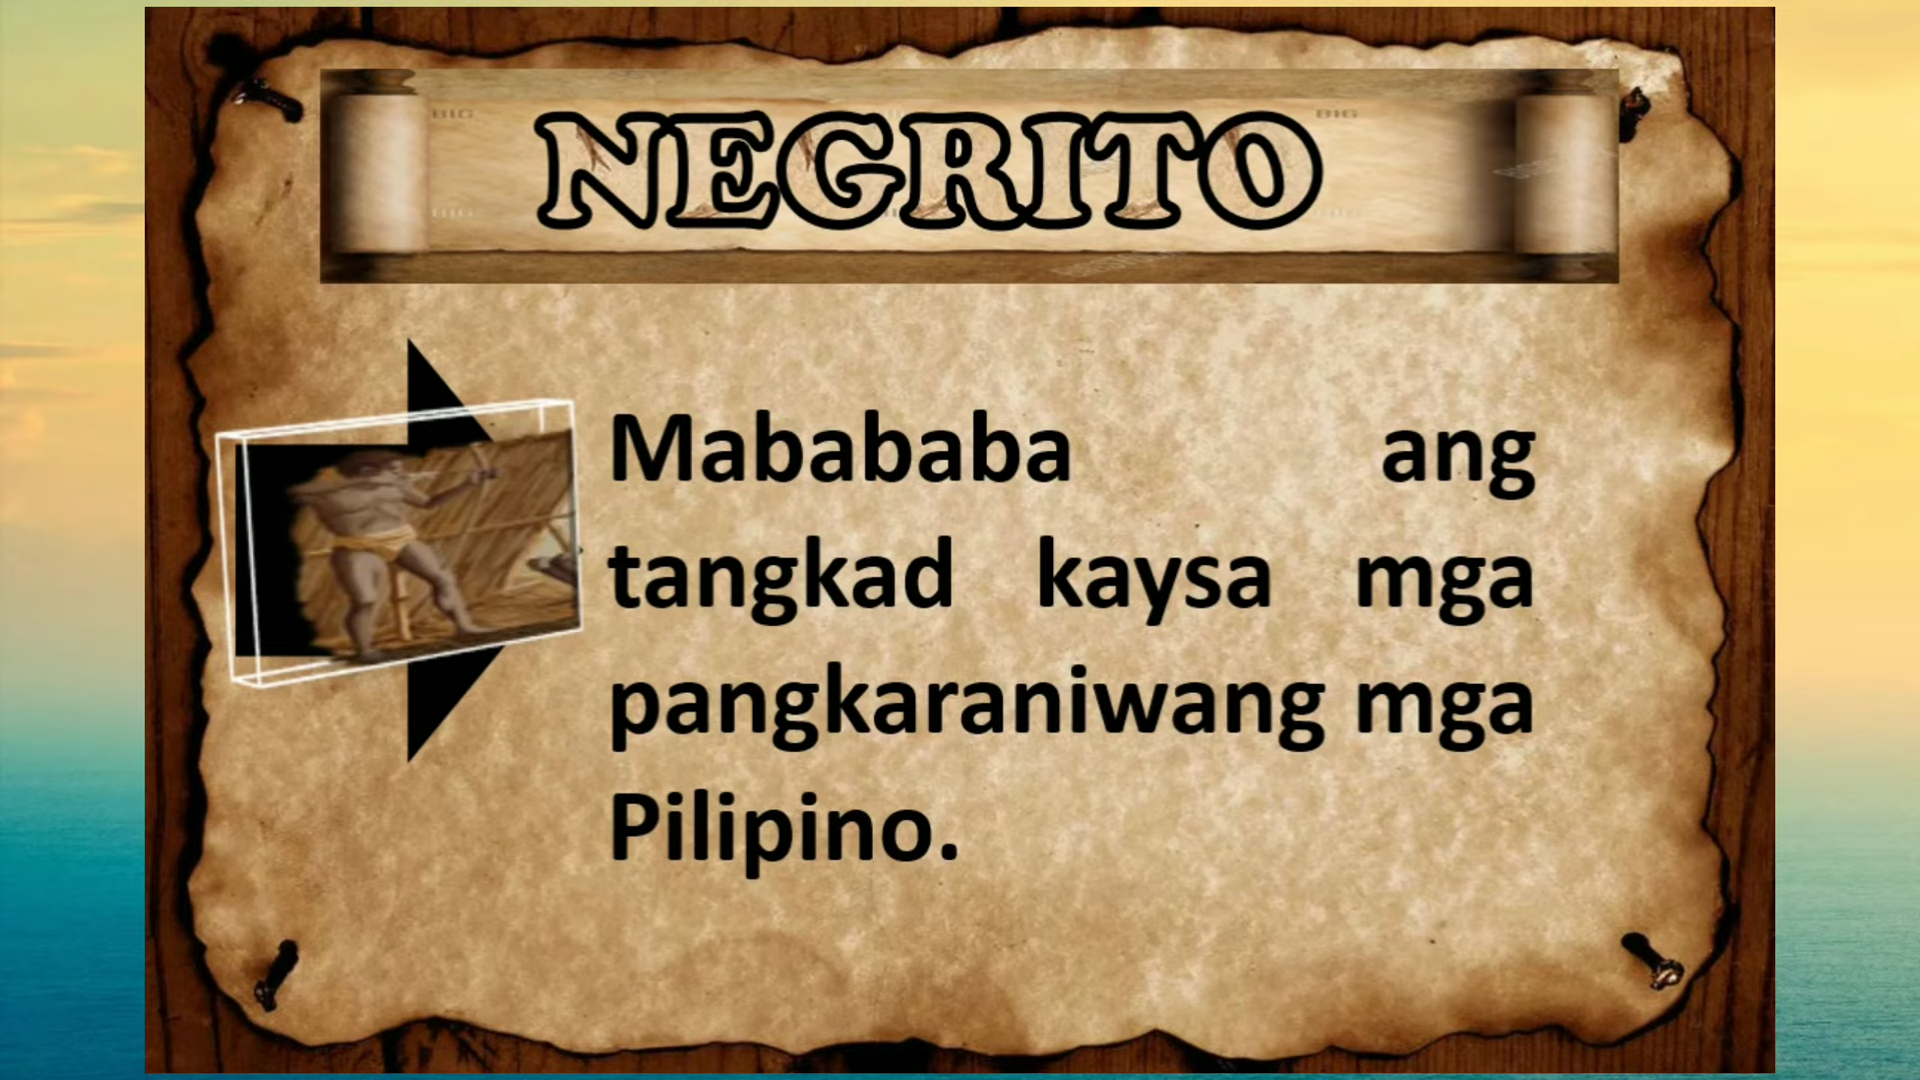 NEGRITO
Mabababa ang
tangkad kaysa mga
pangkaraniwang mga
Pilipino.